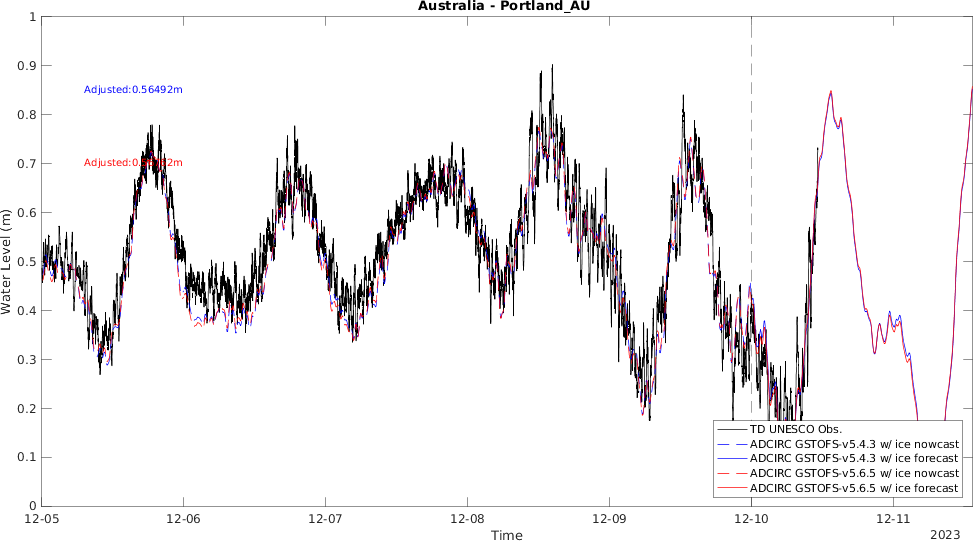 Australia - Portland_AU
1
0.9
0.8
0.7
0.6
0.5
0.4
0.3
0.2
0.1
0
Water Level (m)
Adjusted:0.56492m
TD UNESCO Obs.
ADCIRC GSTOFS-v5.4.3 w/ ice nowcast
ADCIRC GSTOFS-v5.4.3 w/ ice forecast
ADCIRC GSTOFS-v5.6.5 w/ ice nowcast
ADCIRC GSTOFS-v5.6.5 w/ ice forecast
12-05 12-06 12-07 12-08 12-09 12-10 12-11
Time
2023